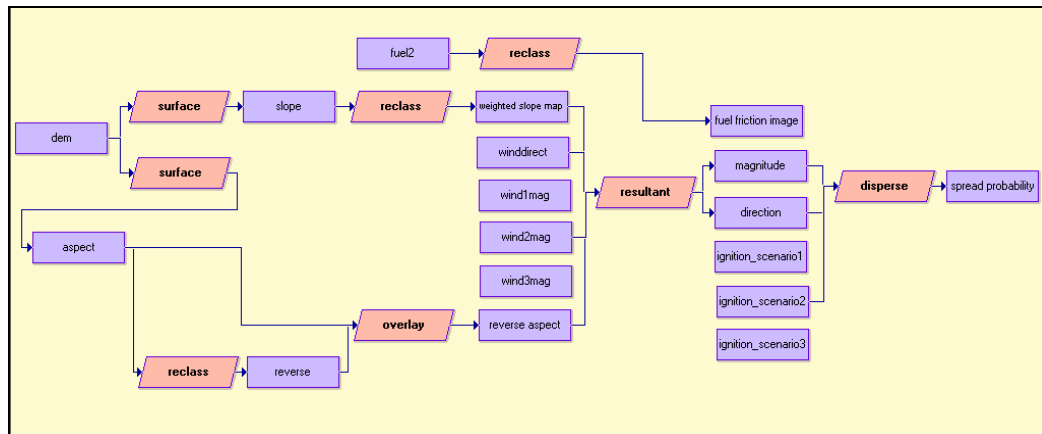 fuel2
reclass
surface
slope
reclass
weighted slope map
dem
fuel friction image
winddirect
surface
magnitude
wind1mag
resultant
disperse
spread probability
direction
wind2mag
aspect
ignition_scenario1
wind3mag
ignition_scenario2
overlay
reverse aspect
ignition_scenario3
reclass
reverse